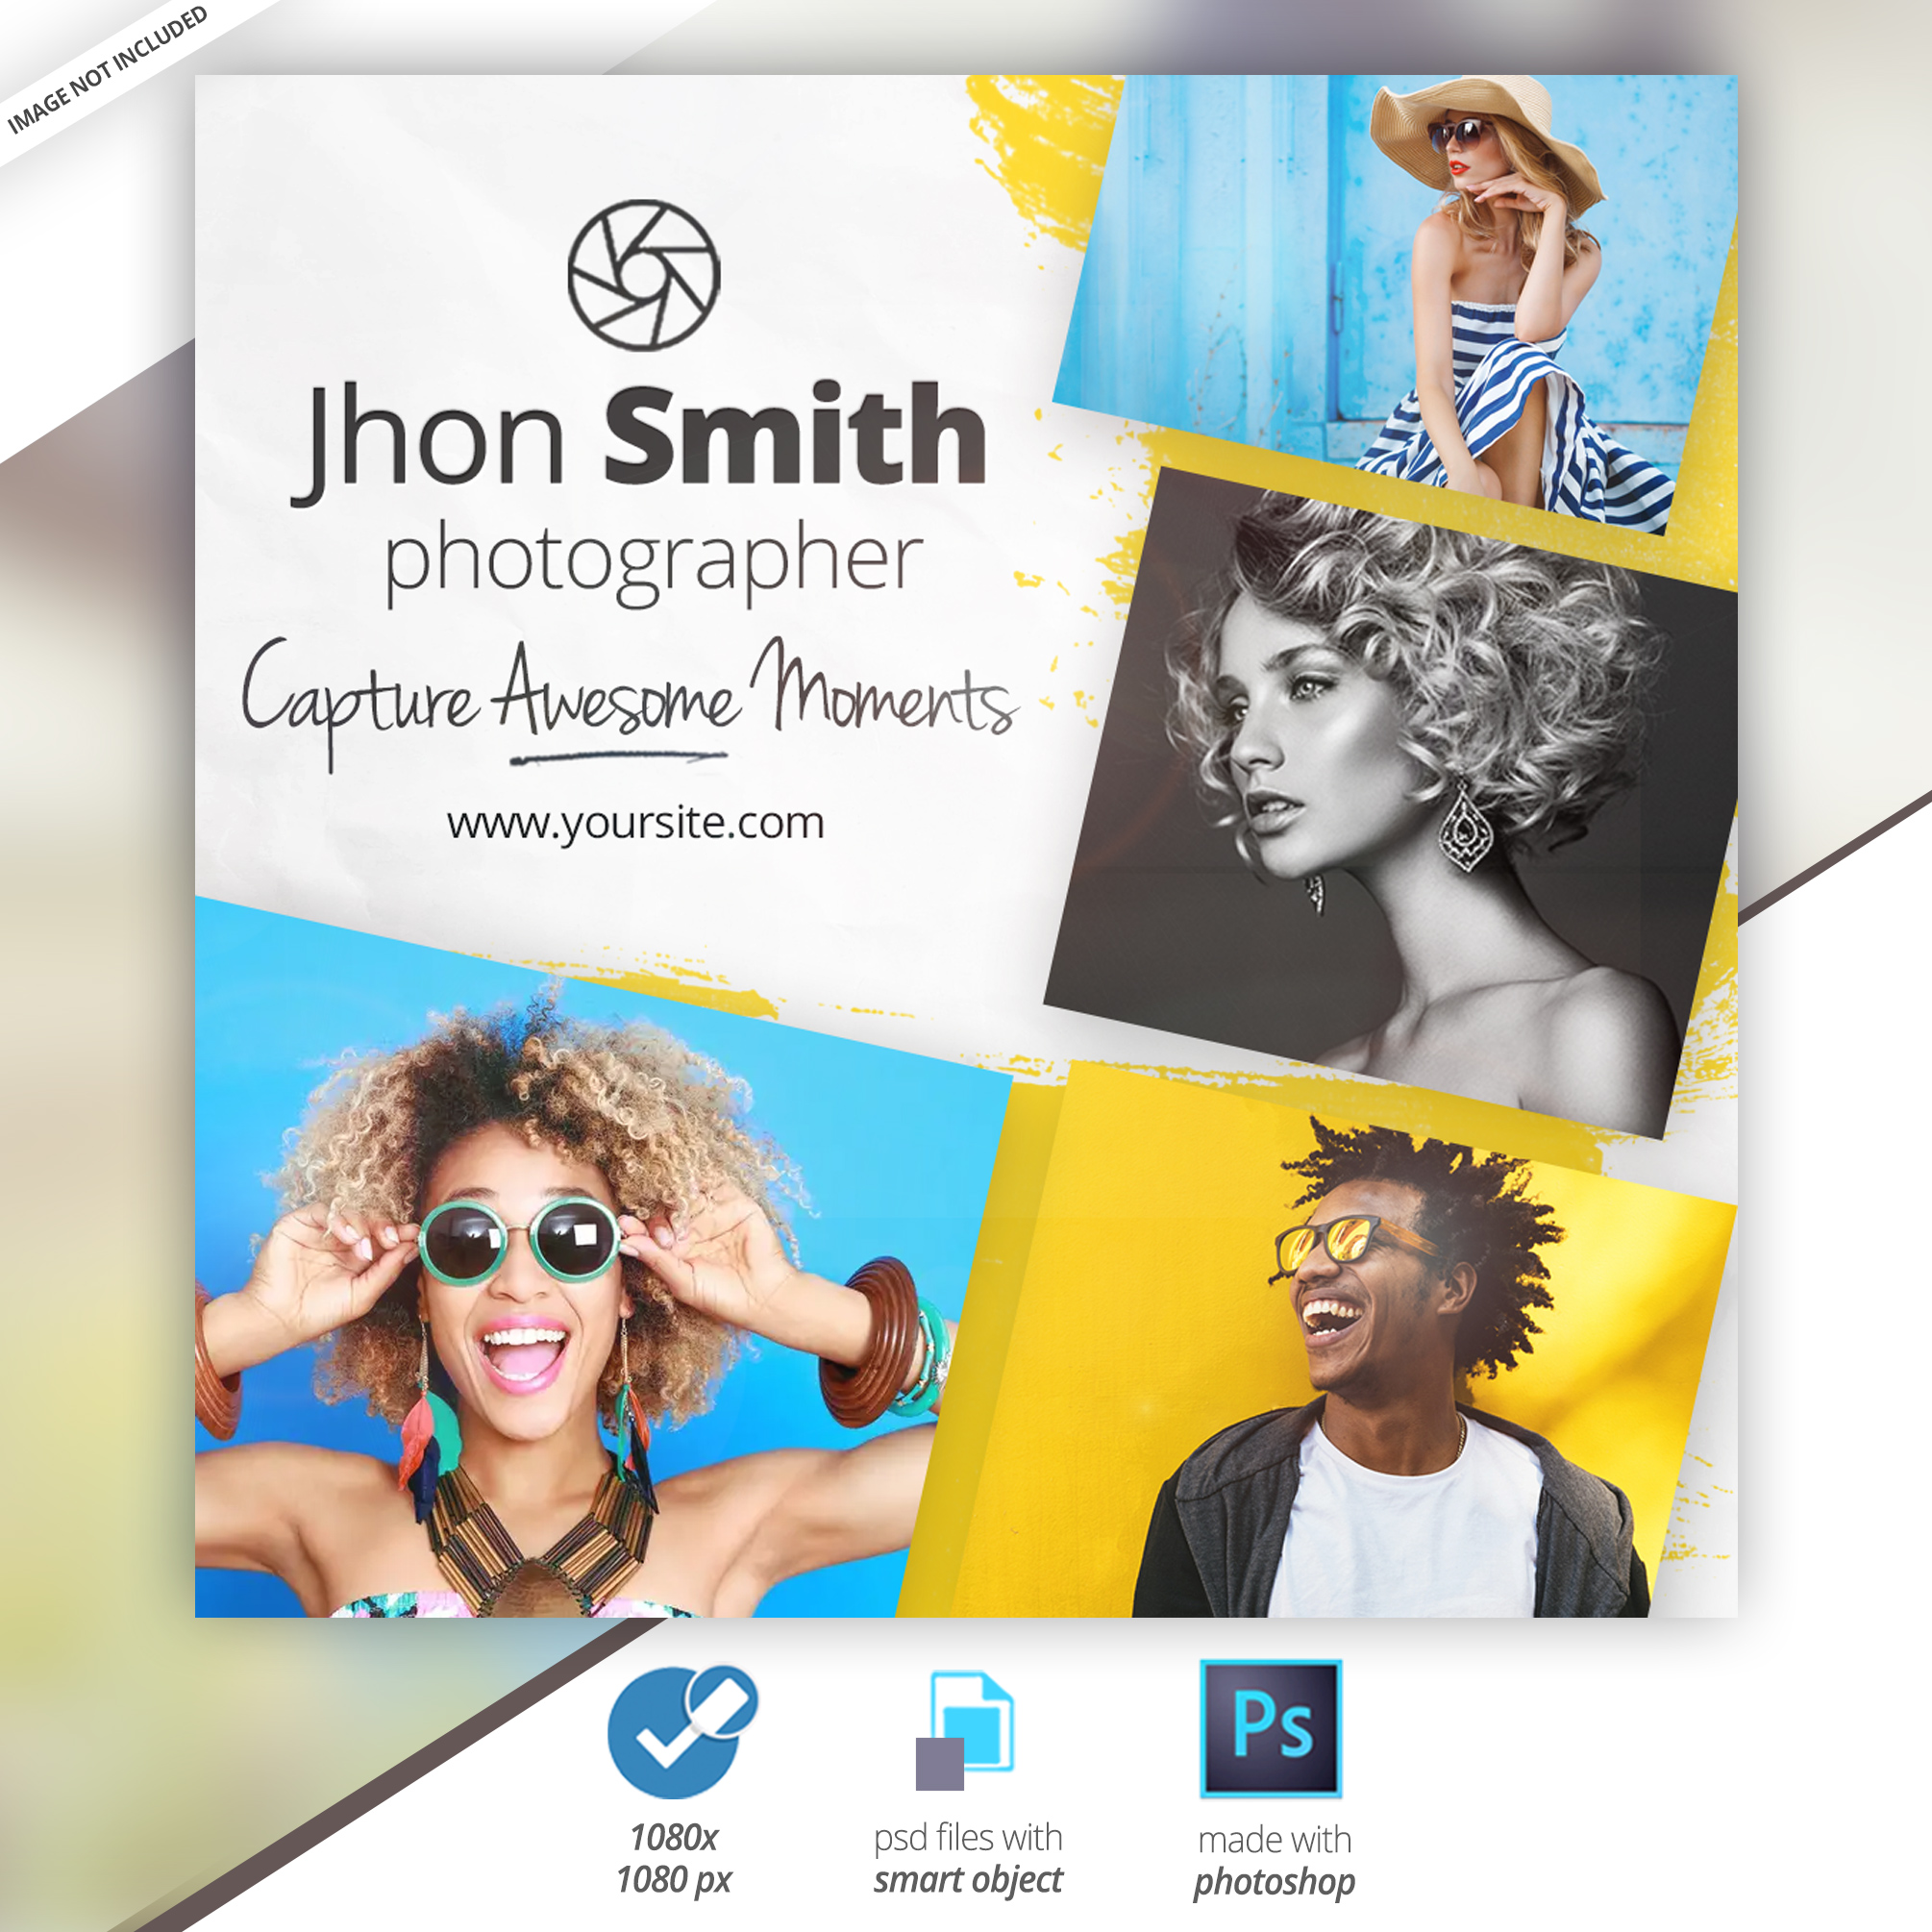 IMAGE NOT INCLUDED
Jhon Smith
photographer
Capture Awesome Moments
www.yoursite.com
1080x
1080 px
psd files with
smart object
Ps
made with
photoshop